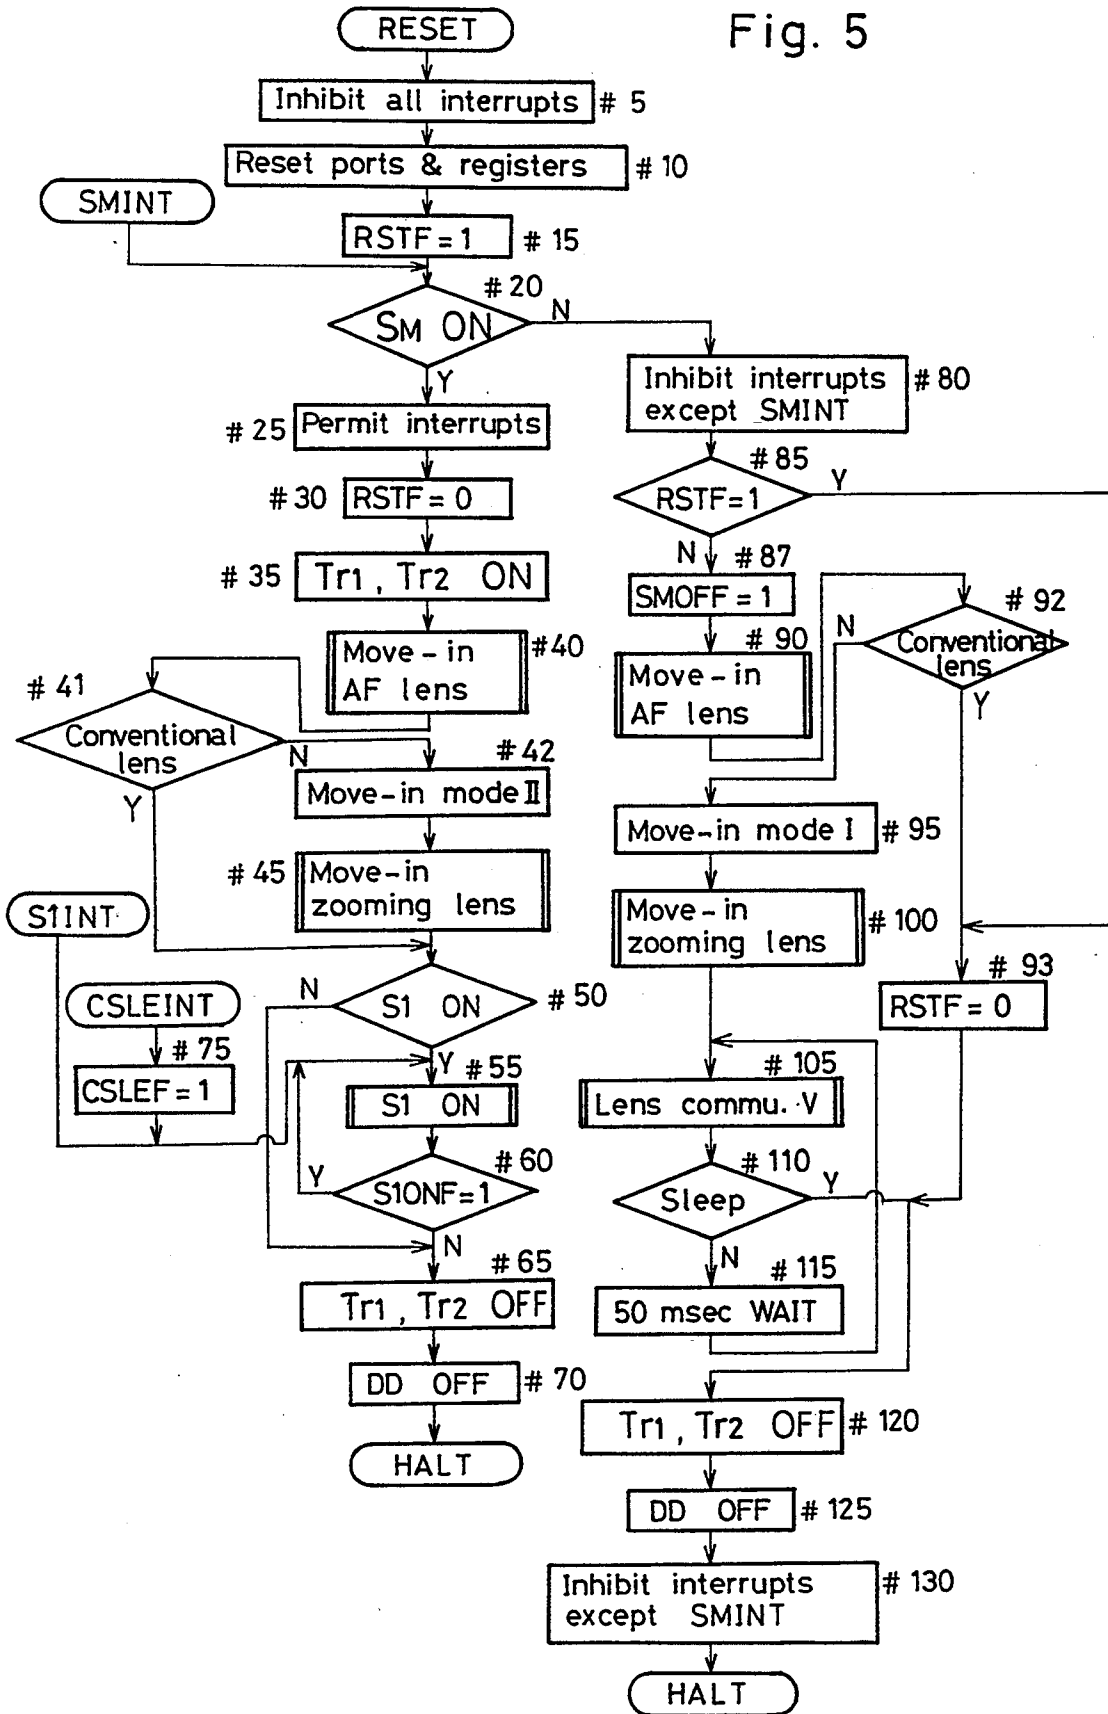 Fig. 5
RESET
Inhibit all interrupts # 5
Reset ports & registers # 10
SMINT
RSTF = 1 # 15
# 20
SM ON
N
Y
# 25 Permit interrupts
# 30 RSTF = 0
# 35 Tr1 , Tr2 ON
Move-in
AF lens
#40
# 41
Conventional
lens
N
Y
# 42
Move-in mode II
# 45
Move-in
zooming lens
S1INT
CSLEINT
# 75
CSLEF = 1
N
S1 ON
# 50
Y
# 55
S1 ON
# 60
Y
S1ONF=1
N
# 65
Tr1 , Tr2 OFF
DD OFF # 70
HALT
Inhibit interrupts
except SMINT
# 80
# 85
RSTF=1
Y
N
# 87
SMOFF = 1
# 90
Move-in
AF lens
# 92
N
Conventional
lens
Y
Move-in mode I # 95
Move-in
zooming lens
# 100
# 93
RSTF = 0
# 105
Lens commu. V
# 110
Sleep
Y
N
# 115
50 msec WAIT
Tr1 , Tr2 OFF # 120
DD OFF # 125
Inhibit interrupts
except SMINT
# 130
HALT